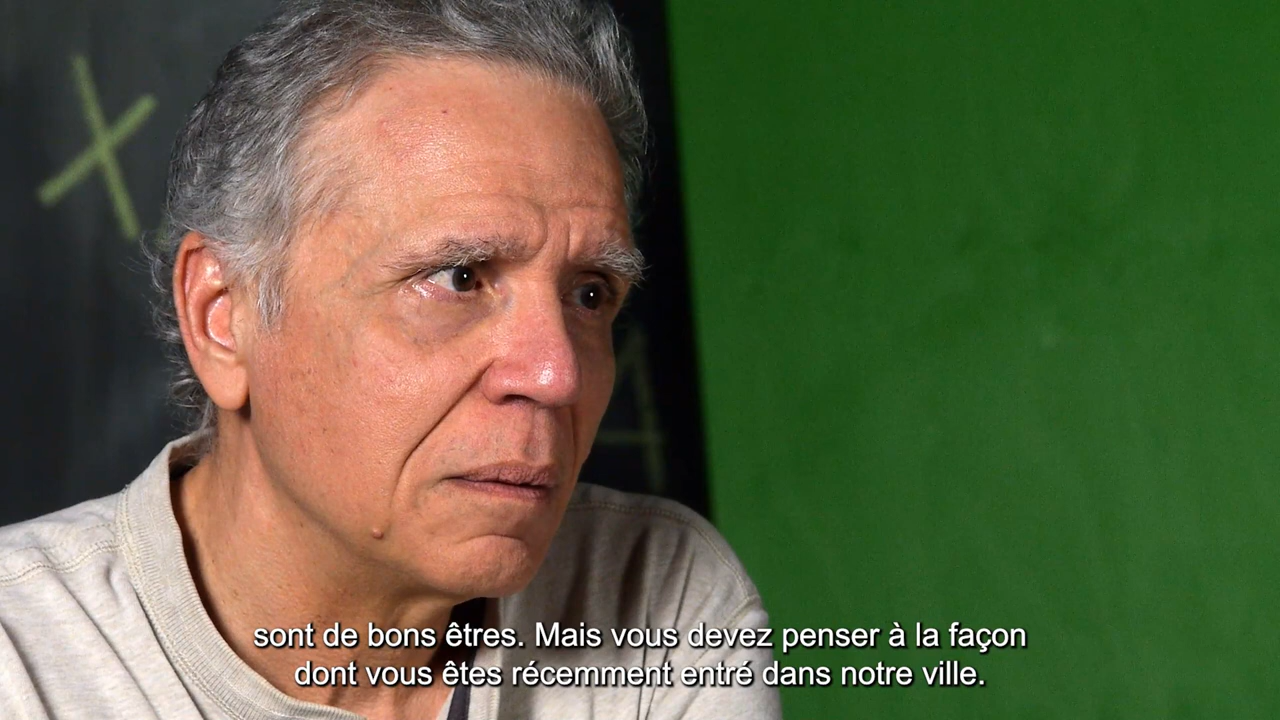 sont de bons êtres. Mais vous devez penser à la façon
dont vous êtes récemment entré dans notre ville.